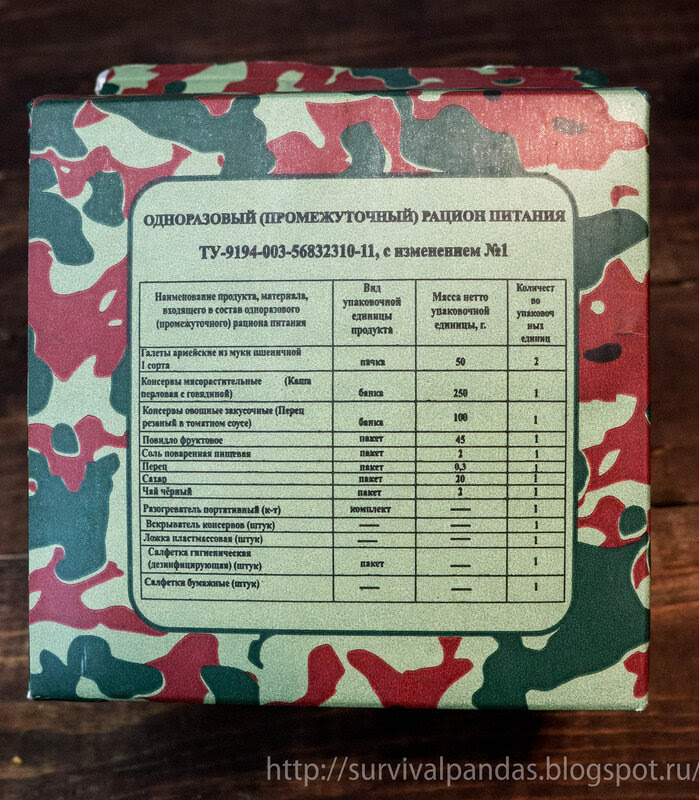 ОДНОРАЗОВЫЙ (ПРОМЕЖУТОЧНЫЙ) РАЦИОН ПИТАНИЯ
ТУ-9194-003-56832310-11, с изменением №1
Наименование продукта, материала,
входящего в состав одноразового
(промежуточного) рациона питания
Вид
упаковочной
единицы
продукта
Масса нетто
упаковочной
единицы, г.
Количест
во
упаковоч
ных
единиц
Галеты армейские из муки пшеничной
1 сорта
пачка 50 2
Консервы мясорастительные (Каша
перловая с говядиной) банка 250 1
Консервы овощные закусочные (Перец
резаный в томатном соусе) банка 100 1
Повидло фруктовое пакет 45 1
Соль поваренная пищевая пакет 2 1
Перец пакет 0,3 1
Сахар пакет 20 1
Чай чёрный пакет 2 1
Разогреватель портативный (к-т) комплект — 1
Вскрыватель консервов (штук) — — 1
Ложка пластмассовая (штук) — — 1
Салфетка гигиеническая
(дезинфицирующая) (штук) пакет — 1
Салфетки бумажные (штук) — — 1
http://survivalpandas.blogspot.ru/